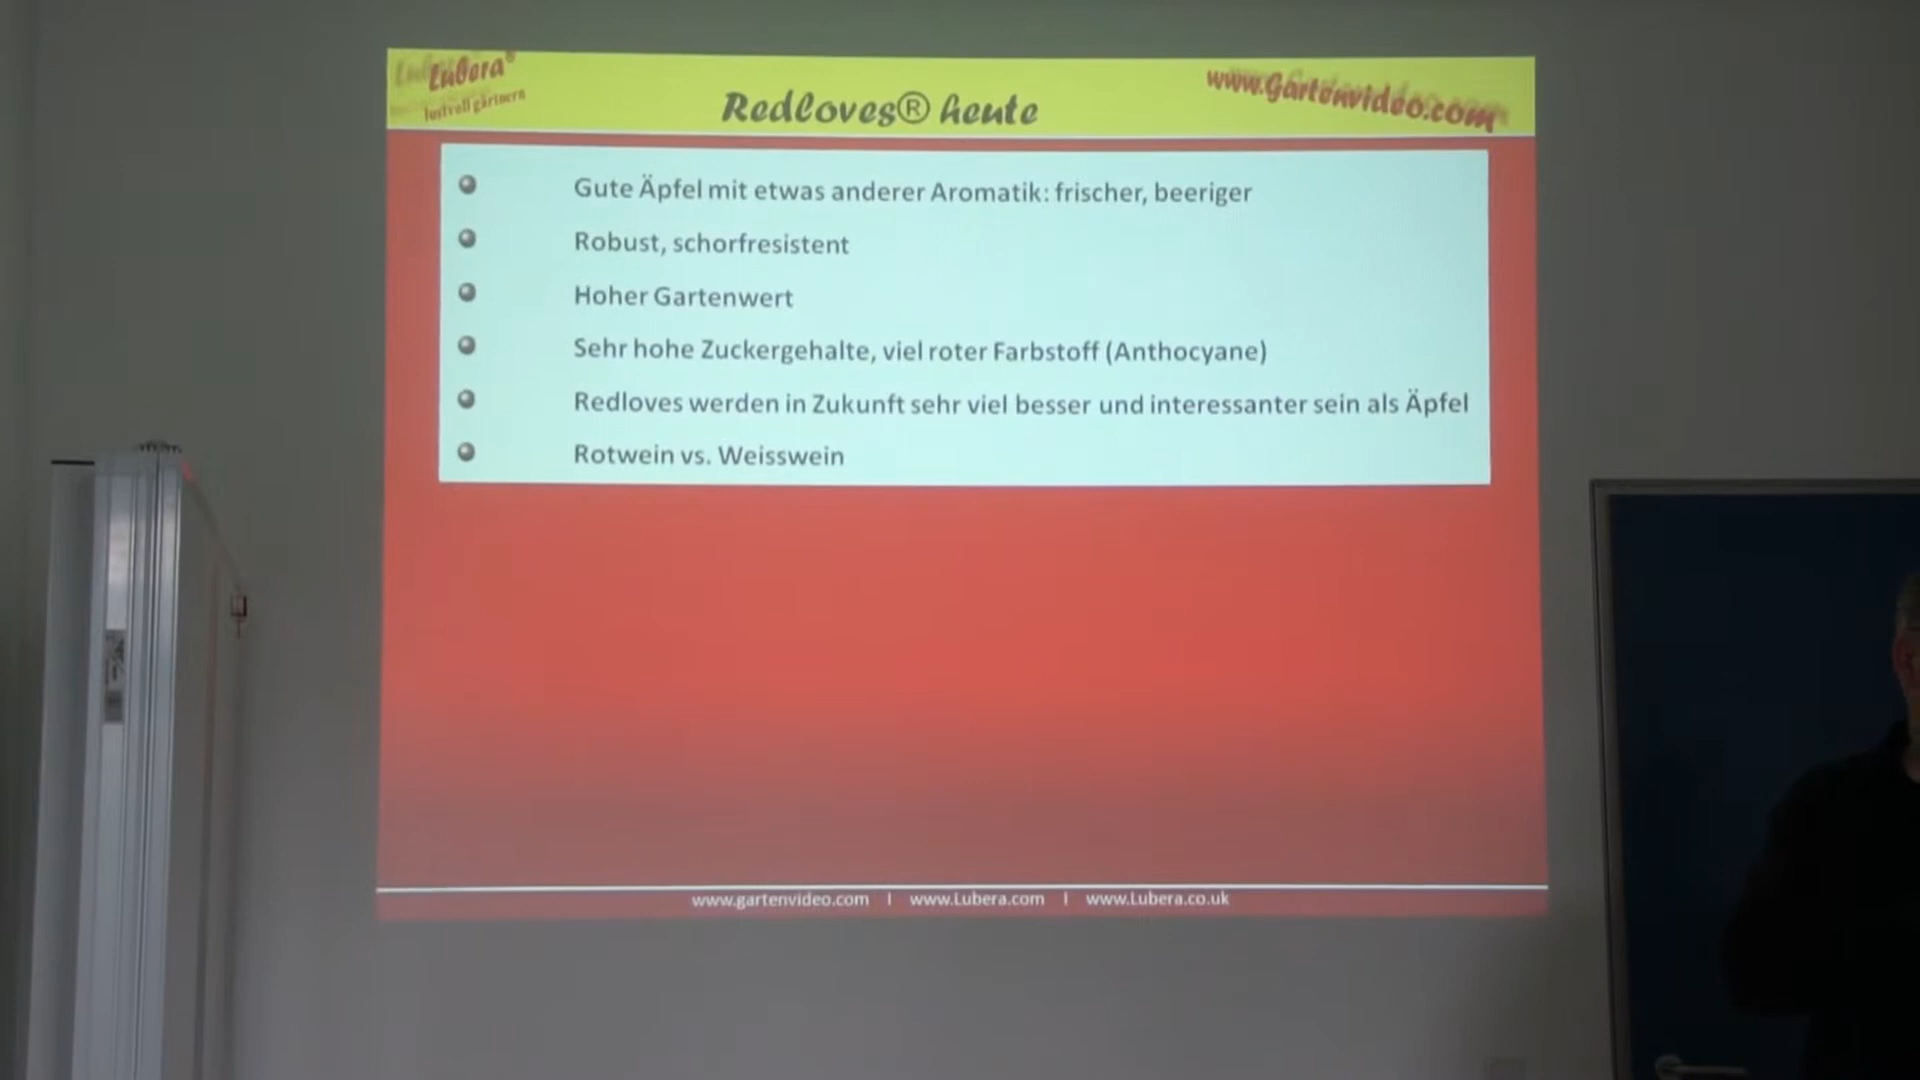 Lubera®
lustvoll gärtnern
Redloves® heute
www.Gartenvideo.com
Gute Äpfel mit etwas anderer Aromatik: frischer, beeriger
Robust, schorfresistent
Hoher Gartenwert
Sehr hohe Zuckergehalte, viel roter Farbstoff (Anthocyane)
Redloves werden in Zukunft sehr viel besser und interessanter sein als Äpfel
Rotwein vs. Weisswein
www.gartenvideo.com | www.Lubera.com | www.Lubera.co.uk